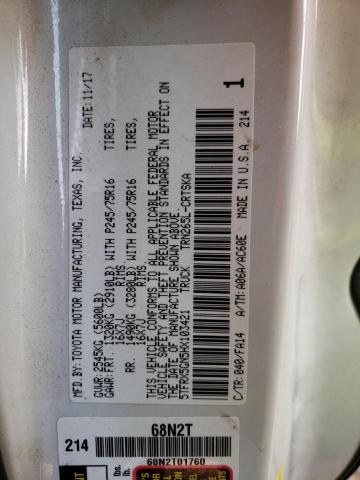 MFD.BY:TOYOTA MOTOR MANUFACTURING, TEXAS, INC. DATE: 11/17
GVWR: 2545KG (5600LB)
GAWR: FRT. 1320KG (2910LB) WITH P245/75R16 TIRES,
16X7J RIMS,
RR. 1490KG (3280LB) WITH P245/75R16 TIRES,
16X7J RIMS,
THIS VEHICLE CONFORMS TO ALL APPLICABLE FEDERAL MOTOR
VEHICLE SAFETY AND THEFT PREVENTION STANDARDS IN EFFECT ON
THE DATE OF MANUFACTURE SHOWN ABOVE.
5TFRX5GN5HX103421 TRUCK TRN265L-CRTSKA
1
C/TR:040/FA14 A/TM:A06A/AC60E MADE IN U.S.A. 214
68N2T
214
68N2T01760
lbs.